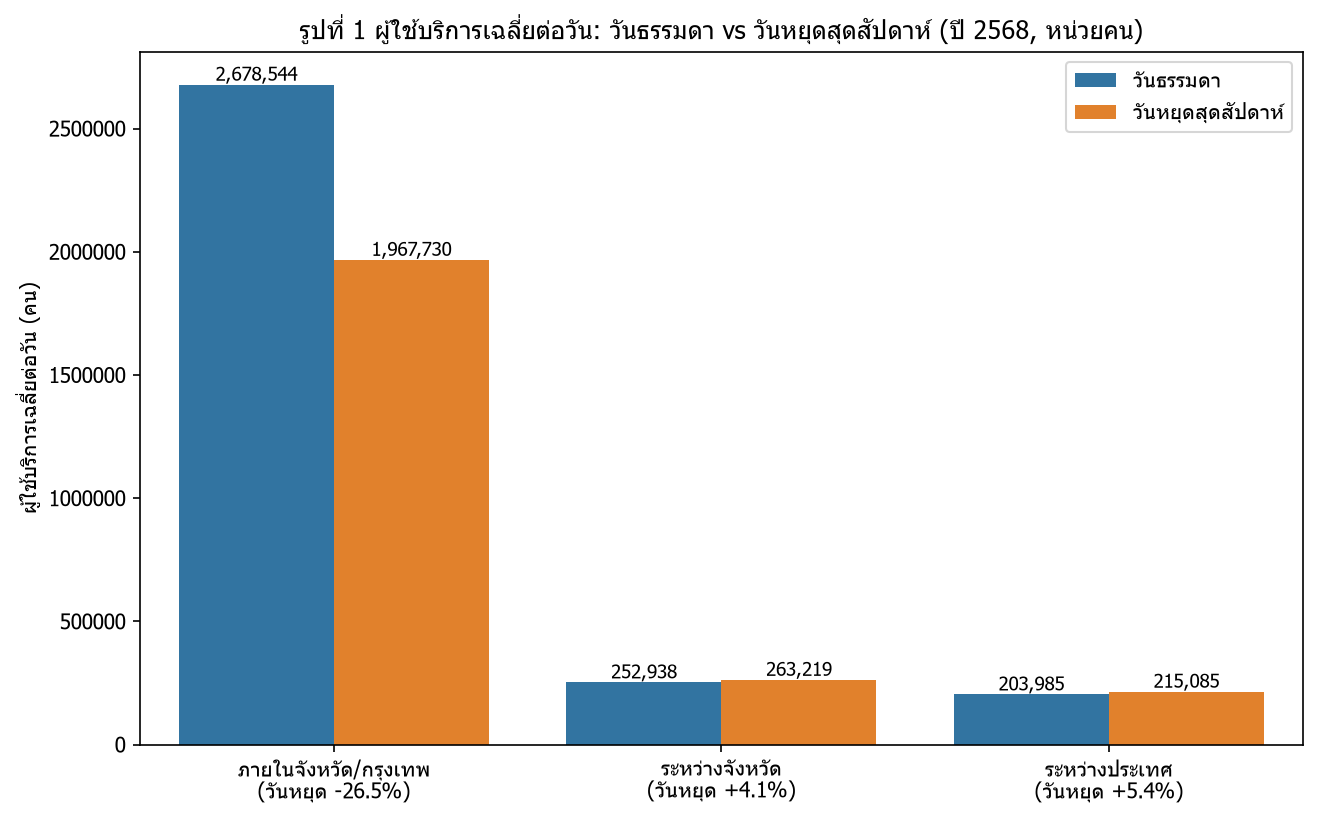 รูปที่ 1 ผู้ใช้บริการเฉลี่ยต่อวัน: วันธรรมดา vs วันหยุดสุดสัปดาห์ (ปี 2568, หน่วยคน)
วันธรรมดา
วันหยุดสุดสัปดาห์
ผู้ใช้บริการเฉลี่ยต่อวัน (คน)
2500000
2000000
1500000
1000000
500000
0
2,678,544
1,967,730
252,938
263,219
203,985
215,085
ภายในจังหวัด/กรุงเทพ
(วันหยุด -26.5%)
ระหว่างจังหวัด
(วันหยุด +4.1%)
ระหว่างประเทศ
(วันหยุด +5.4%)